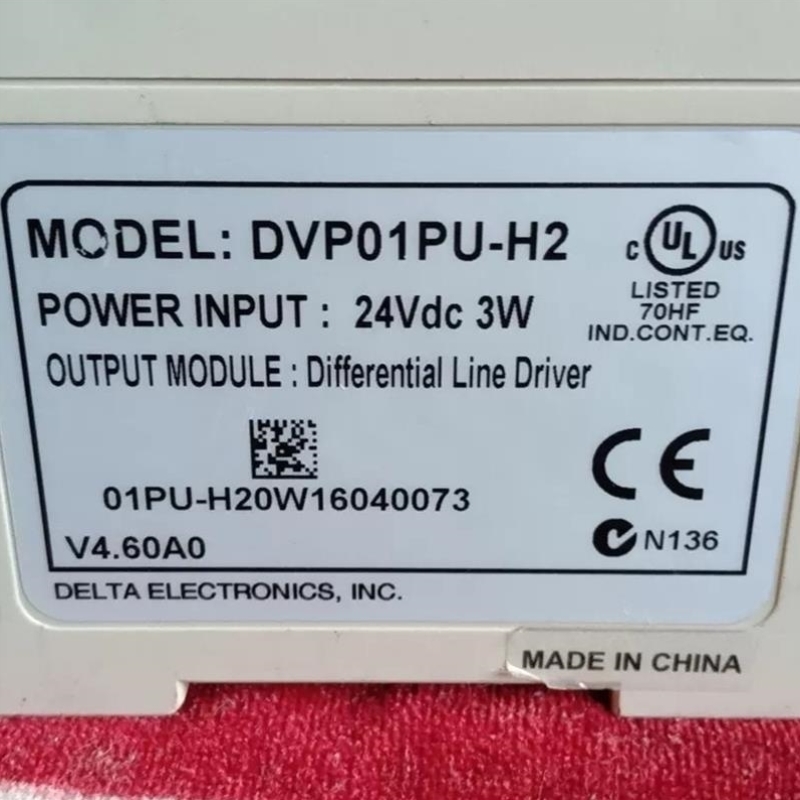 MODEL: DVP01PU-H2
POWER INPUT : 24Vdc 3W
OUTPUT MODULE : Differential Line Driver
C UL US
LISTED
70HF
IND.CONT.EQ.
01PU-H20W16040073
V4.60A0
CE
N136
DELTA ELECTRONICS, INC.
MADE IN CHINA